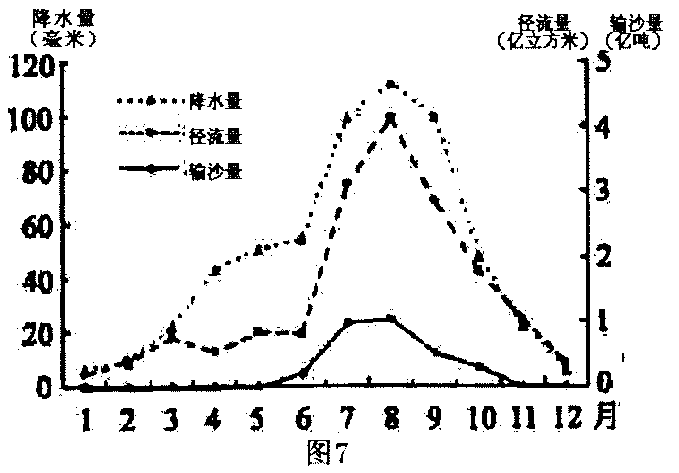 降水量 径流量 输沙量
(毫米) (亿立方米) (亿吨)
120 5
100 4
80 3
60
40 2
20 1
0 0
降水量
径流量
输沙量
1 2 3 4 5 6 7 8 9 10 11 12 月
图7